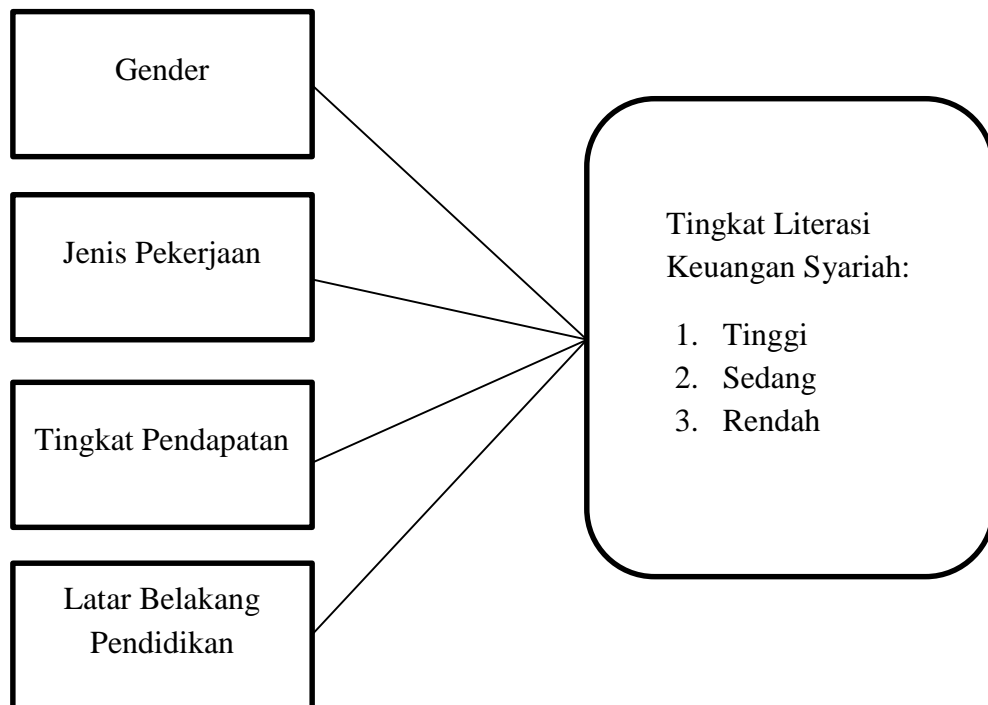 Gender
Jenis Pekerjaan
Tingkat Pendapatan
Latar Belakang
Pendidikan
Tingkat Literasi
Keuangan Syariah:
1. Tinggi
2. Sedang
3. Rendah